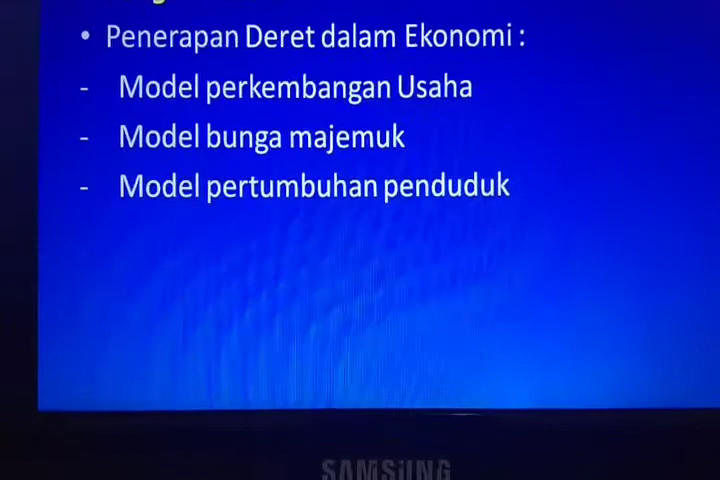 • Penerapan Deret dalam Ekonomi :
- Model perkembangan Usaha
- Model bunga majemuk
- Model pertumbuhan penduduk
SAMSUNG